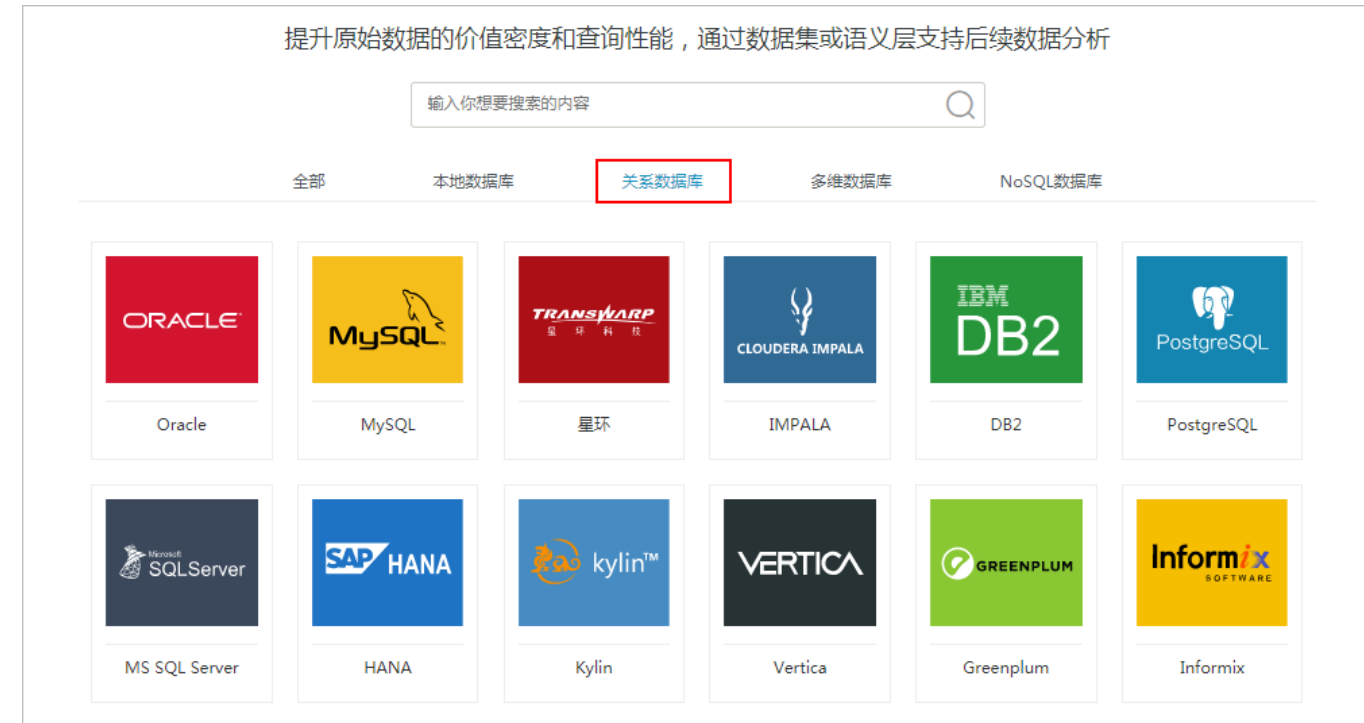 提升原始数据的价值密度和查询性能，通过数据集或语义层支持后续数据分析
输入你想要搜索的内容
全部 本地数据库 关系数据库 多维数据库 NoSQL数据库
ORACLE
MySQL
TRANSWARP
星环科技
CLOUDERA IMPALA
IBM
DB2
PostgreSQL
Oracle MySQL 星环 IMPALA DB2 PostgreSQL
Microsoft
SQLServer
SAP HANA
kylin™
VERTICA
GREENPLUM
Informix
SOFTWARE
MS SQL Server HANA Kylin Vertica Greenplum Informix